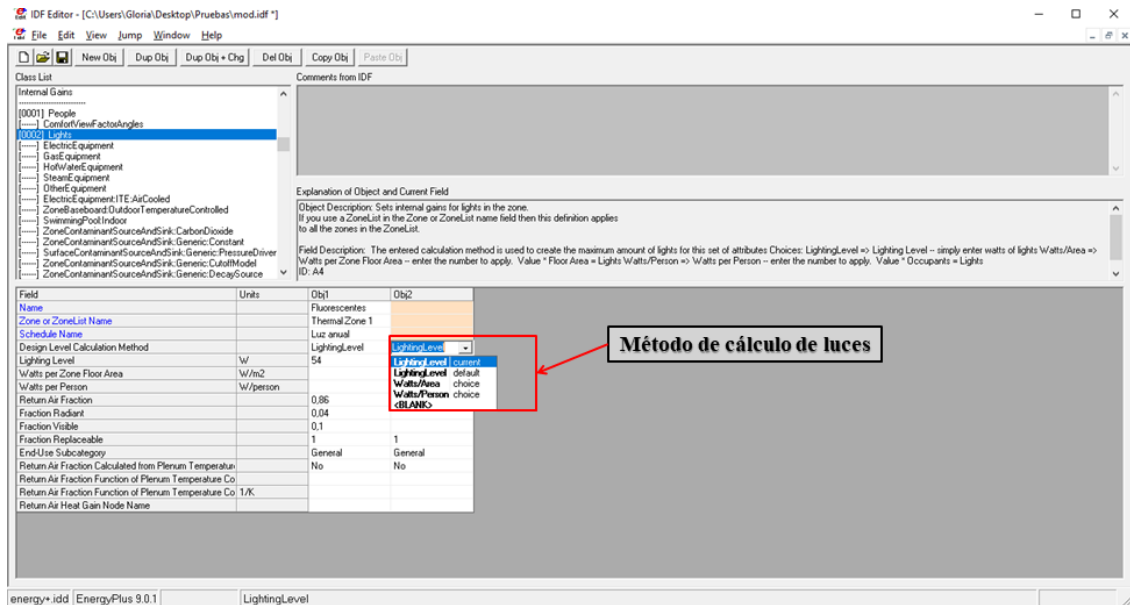 IDF Editor - [C:\Users\Gloria\Desktop\Pruebas\mod.idf *]
File Edit View Jump Window Help
New Obj Dup Obj Dup Obj + Chg Del Obj Copy Obj Paste Obj
Class List
Comments from IDF
Internal Gains
[0001] People
[------] ComfortViewFactorAngles
[0002] Lights
[------] ElectricEquipment
[------] GasEquipment
[------] HotWaterEquipment
[------] SteamEquipment
[------] OtherEquipment
[------] ElectricEquipment:ITE:AirCooled
[------] ZoneBaseboard:OutdoorTemperatureControlled
[------] SwimmingPool:Indoor
[------] ZoneContaminantSourceAndSink:CarbonDioxide
[------] ZoneContaminantSourceAndSink:Generic:Constant
[------] SurfaceContaminantSourceAndSink:Generic:PressureDriven
[------] ZoneContaminantSourceAndSink:Generic:CutoffModel
[------] ZoneContaminantSourceAndSink:Generic:DecaySource
Explanation of Object and Current Field
Object Description: Sets internal gains for lights in the zone.
If you use a ZoneList in the Zone or ZoneList name field then this definition applies
to all the zones in the ZoneList.
Field Description: The entered calculation method is used to create the maximum amount of lights for this set of attributes Choices: LightingLevel => Lighting Level -- simply enter watts of lights Watts/Area =>
Watts per Zone Floor Area -- enter the number to apply. Value * Floor Area = Lights Watts/Person => Watts per Person -- enter the number to apply. Value * Occupants = Lights
ID: A4
Field Units Obj1 Obj2
Name Fluorescentes
Zone or ZoneList Name Thermal Zone 1
Schedule Name Luz anual
Design Level Calculation Method LightingLevel LightingLevel
Lighting Level W 54
Watts per Zone Floor Area W/m2
Watts per Person W/person
Return Air Fraction 0,86
Fraction Radiant 0,04
Fraction Visible 0,1
Fraction Replaceable 1 1
End-Use Subcategory General General
Return Air Fraction Calculated from Plenum Temperature No No
Return Air Fraction Function of Plenum Temperature Co
Return Air Fraction Function of Plenum Temperature Co 1/K
Return Air Heat Gain Node Name
LightingLevel current
LightingLevel default
Watts/Area choice
Watts/Person choice
<BLANK>
Método de cálculo de luces
energy+.idd EnergyPlus 9.0.1 LightingLevel